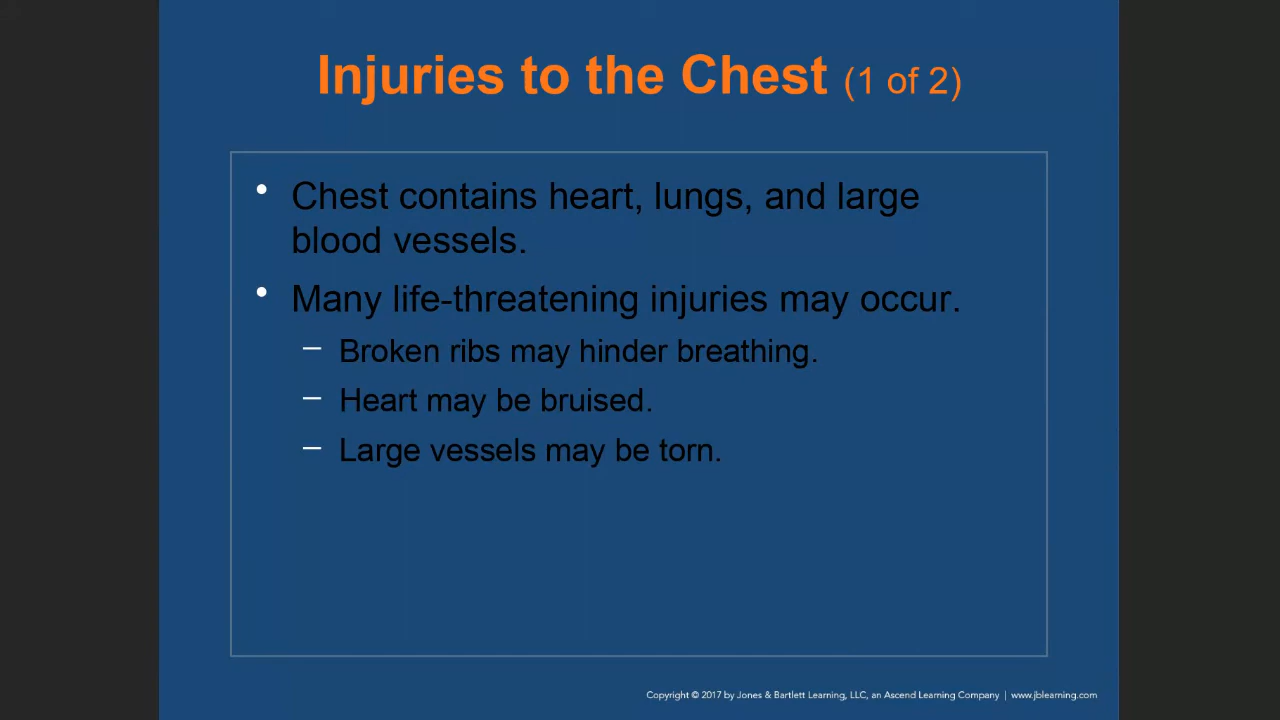 Injuries to the Chest (1 of 2)
• Chest contains heart, lungs, and large
blood vessels.
• Many life-threatening injuries may occur.
– Broken ribs may hinder breathing.
– Heart may be bruised.
– Large vessels may be torn.
Copyright © 2017 by Jones & Bartlett Learning, LLC, an Ascend Learning Company | www.jblearning.com